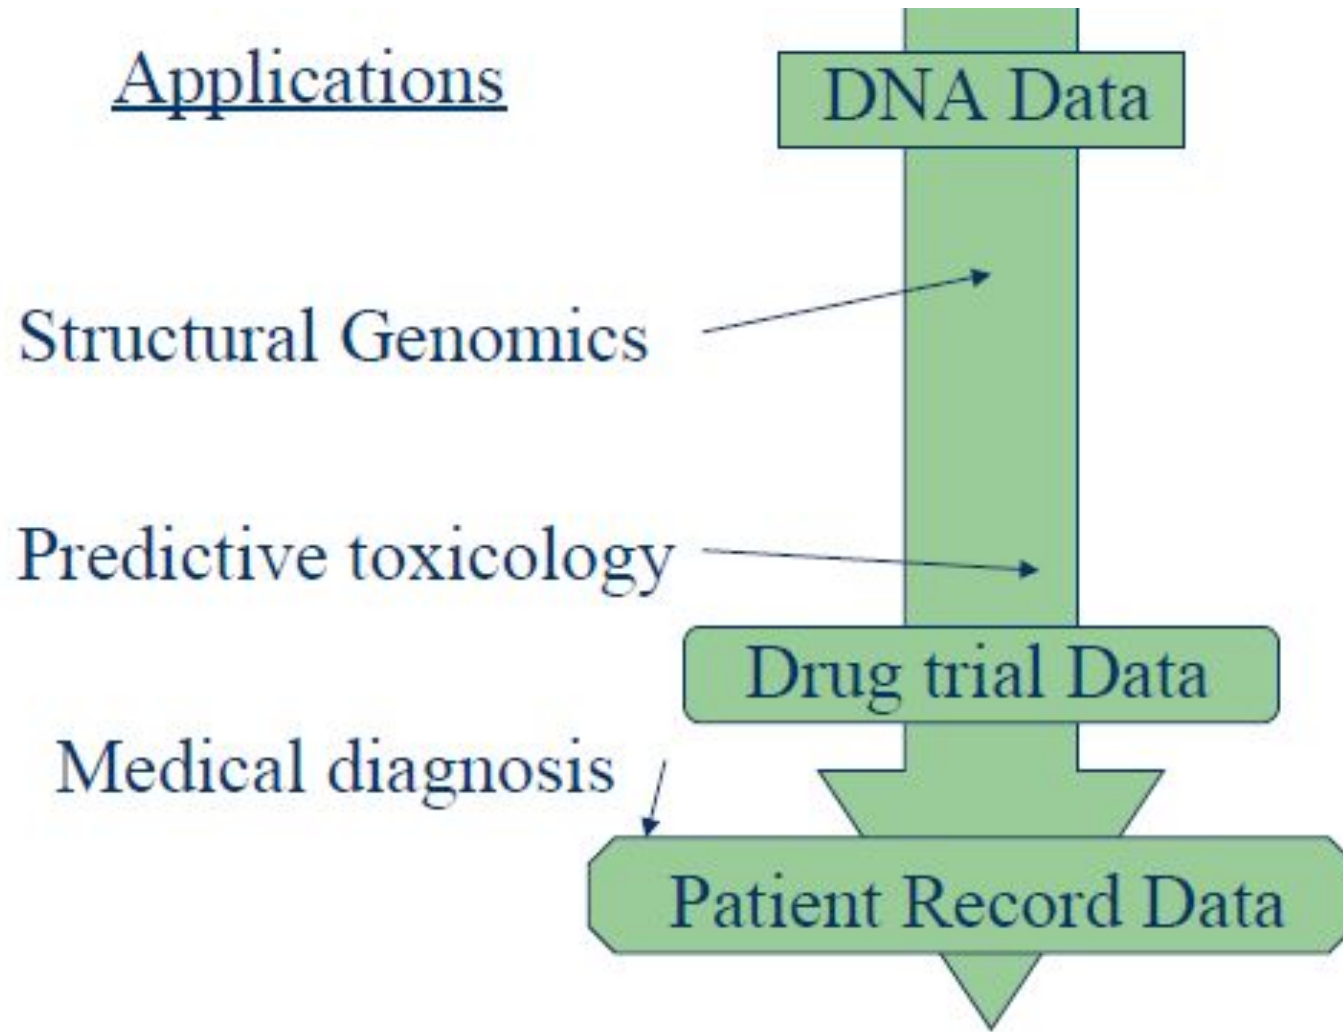 Applications
DNA Data
Structural Genomics
Predictive toxicology
Drug trial Data
Medical diagnosis
Patient Record Data